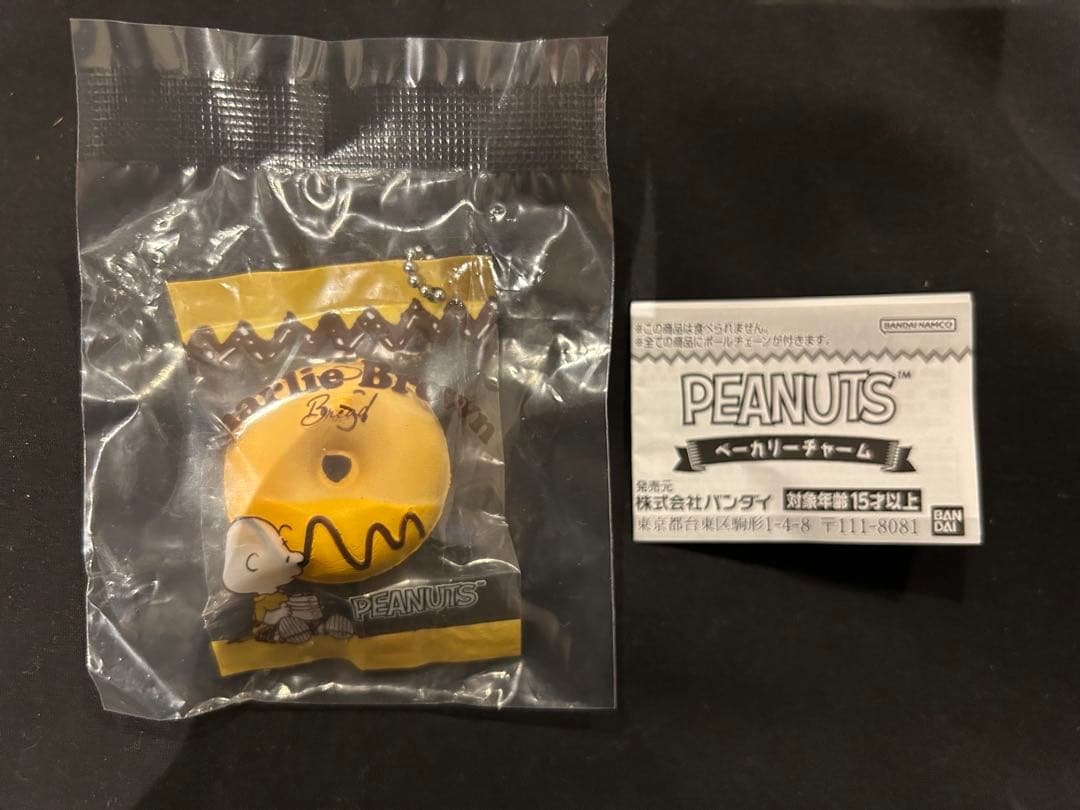 Charlie Brown
Bread
PEANUTS™
※この商品は食べられません。
※全ての商品にボールチェーンが付きます。
BANDAI NAMCO
PEANUTS™
ベーカリーチャーム
発売元
株式会社バンダイ 対象年齢15才以上
東京都台東区駒形1-4-8 〒111-8081
BAN
DAI